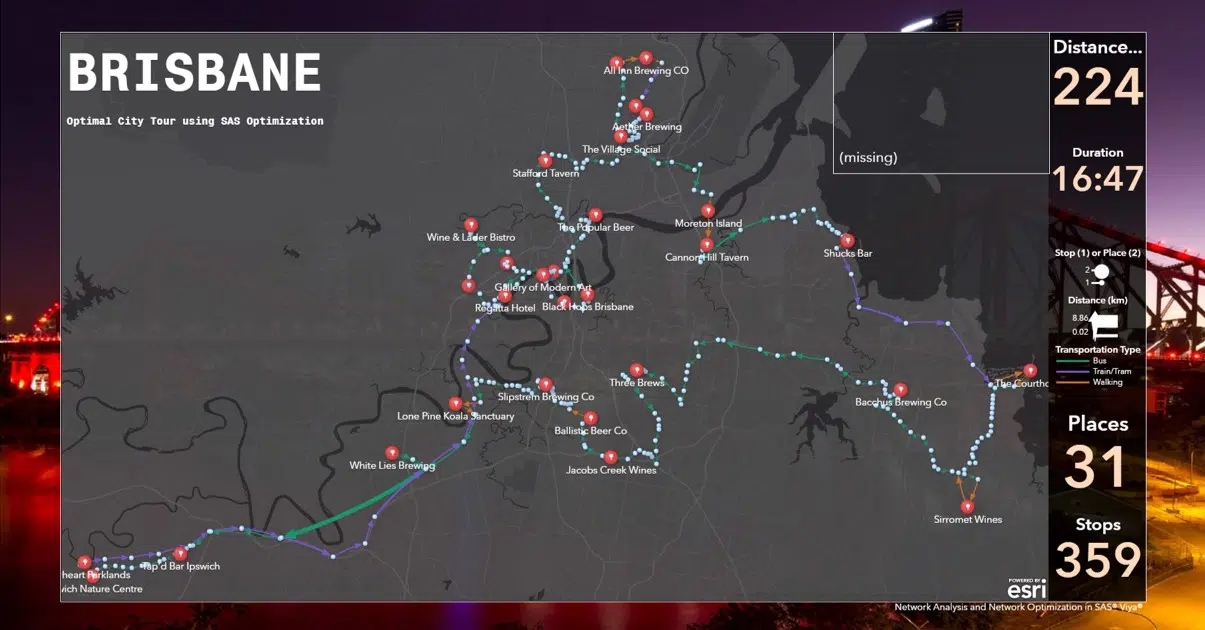 BRISBANE
Optimal City Tour using SAS Optimization
All Inn Brewing CO
Aether Brewing
The Village Social
Stafford Tavern
Moreton Island
The Popular Beer
Wine & Larder Bistro
Cannon Hill Tavern
Shucks Bar
Gallery of Modern Art
Regatta Hotel
Black Hops Brisbane
Three Brews
The Courtho
Slipstrem Brewing Co
Bacchus Brewing Co
Lone Pine Koala Sanctuary
Ballistic Beer Co
White Lies Brewing
Jacobs Creek Wines
Sirromet Wines
Tap'd Bar Ipswich
heart Parklands
wich Nature Centre
(missing)
Distance...
224
Duration
16:47
Stop (1) or Place (2)
2
1
Distance (km)
8.86
0.02
Transportation Type
Bus
Train/Tram
Walking
Places
31
Stops
359
POWERED BY
esri
Network Analysis and Network Optimization in SAS® Viya®